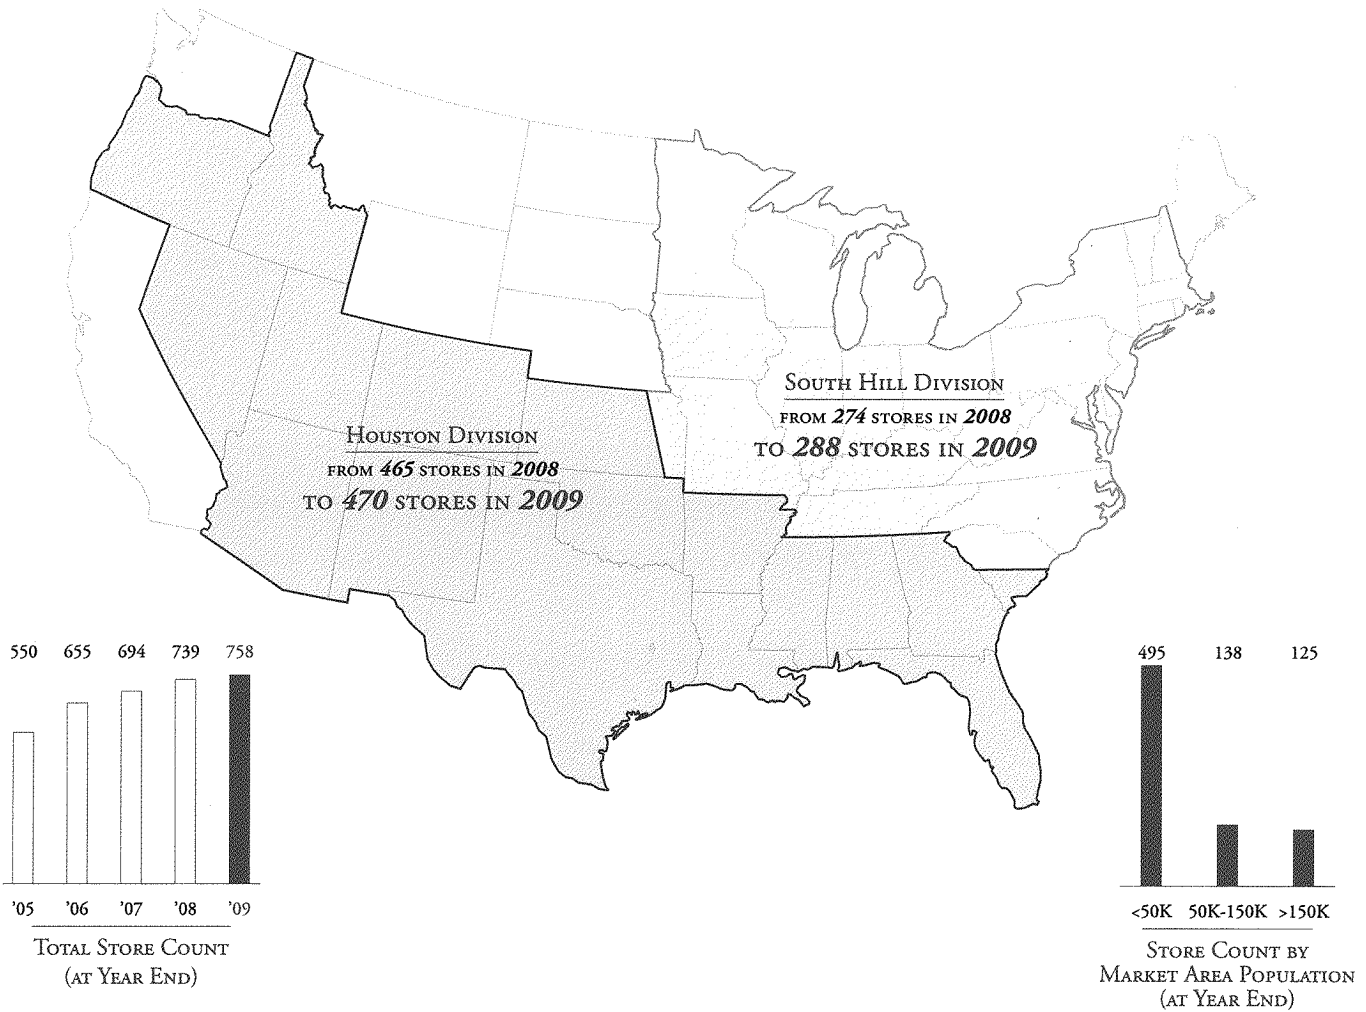 South Hill Division
from 274 stores in 2008
to 288 stores in 2009
Houston Division
from 465 stores in 2008
to 470 stores in 2009
550 655 694 739 758
'05 '06 '07 '08 '09
Total Store Count
(at Year End)
495 138 125
<50K 50K-150K >150K
Store Count by
Market Area Population
(at Year End)